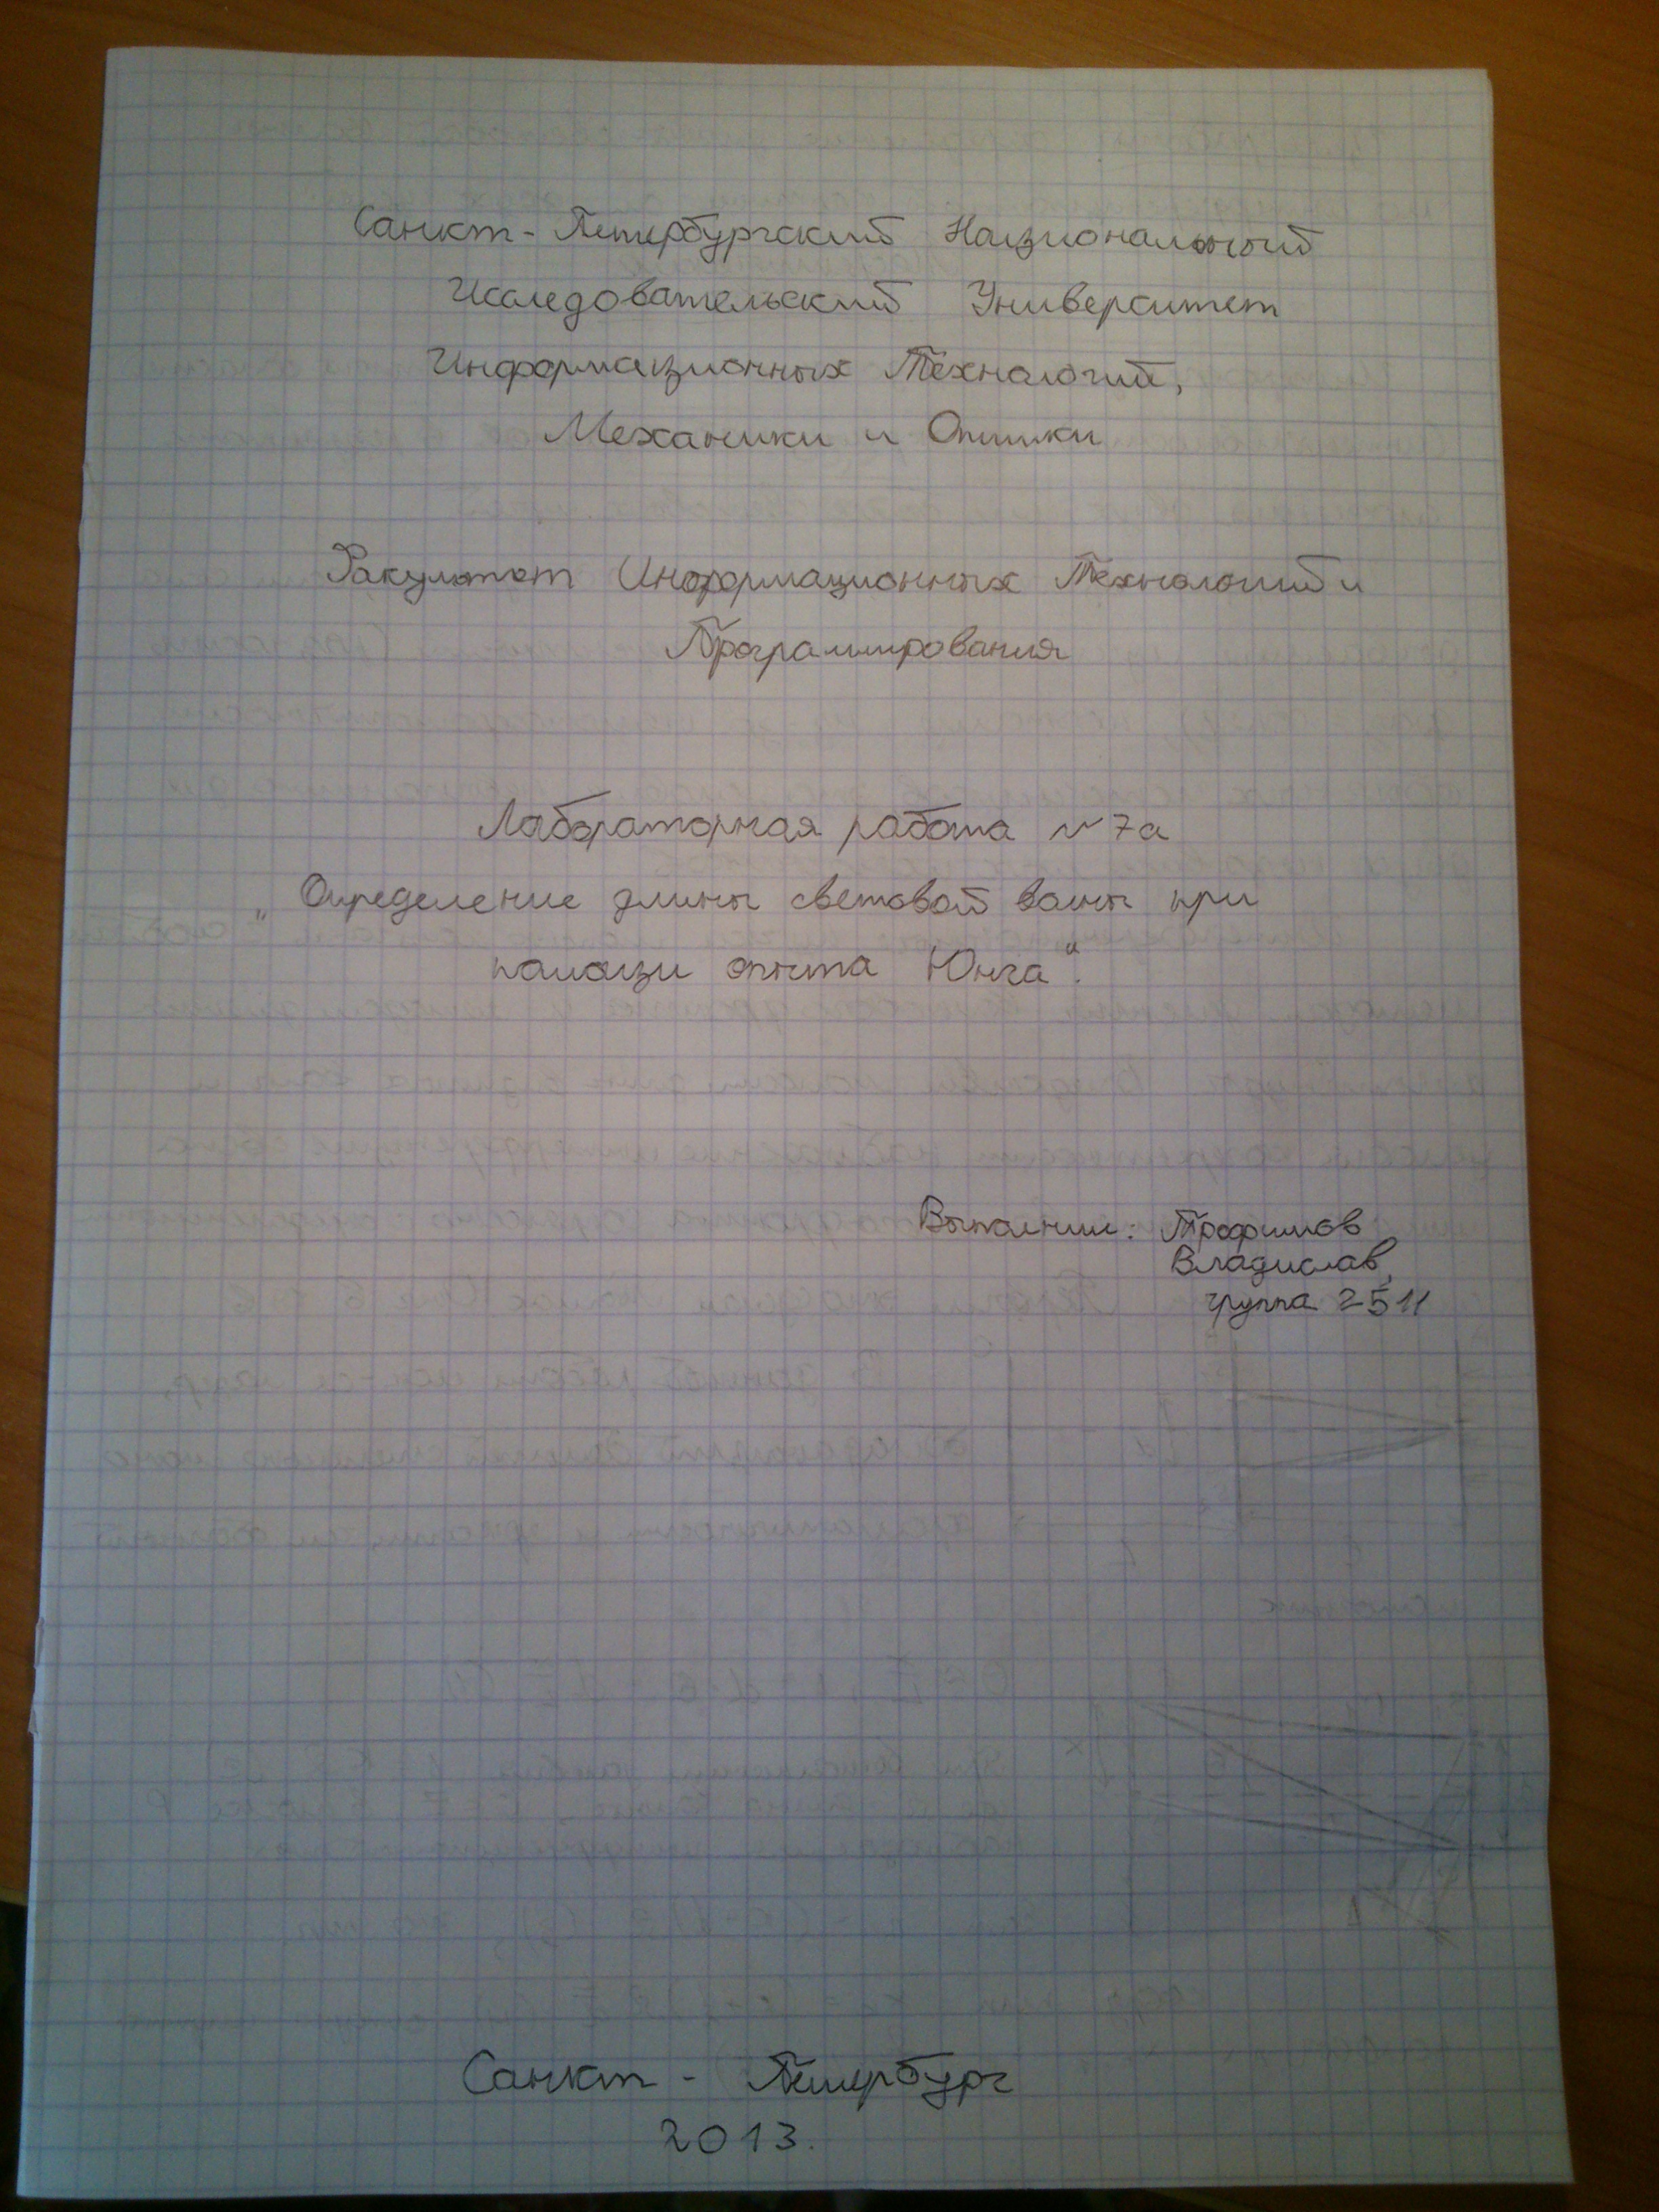 Санкт-Петербургский Национальный
Исследовательский Университет
Информационных Технологий,
Механики и Оптики
Факультет Информационных Технологий и
Программирования
Лабораторная работа №7а
„Определение длины световой волны при
помощи опыта Юнга“.
Выполнил: Трофимов
Владислав,
группа 2511
Санкт-Петербург
2013.